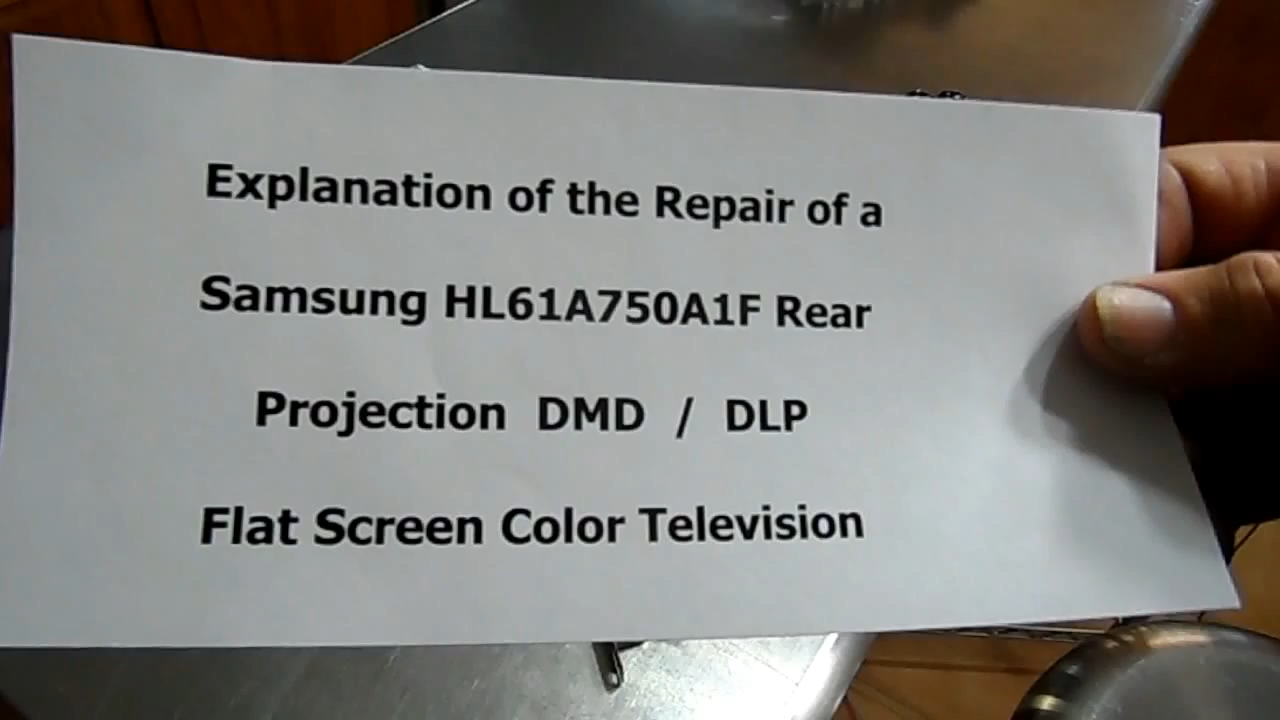 Explanation of the Repair of a
Samsung HL61A750A1F Rear
Projection DMD / DLP
Flat Screen Color Television